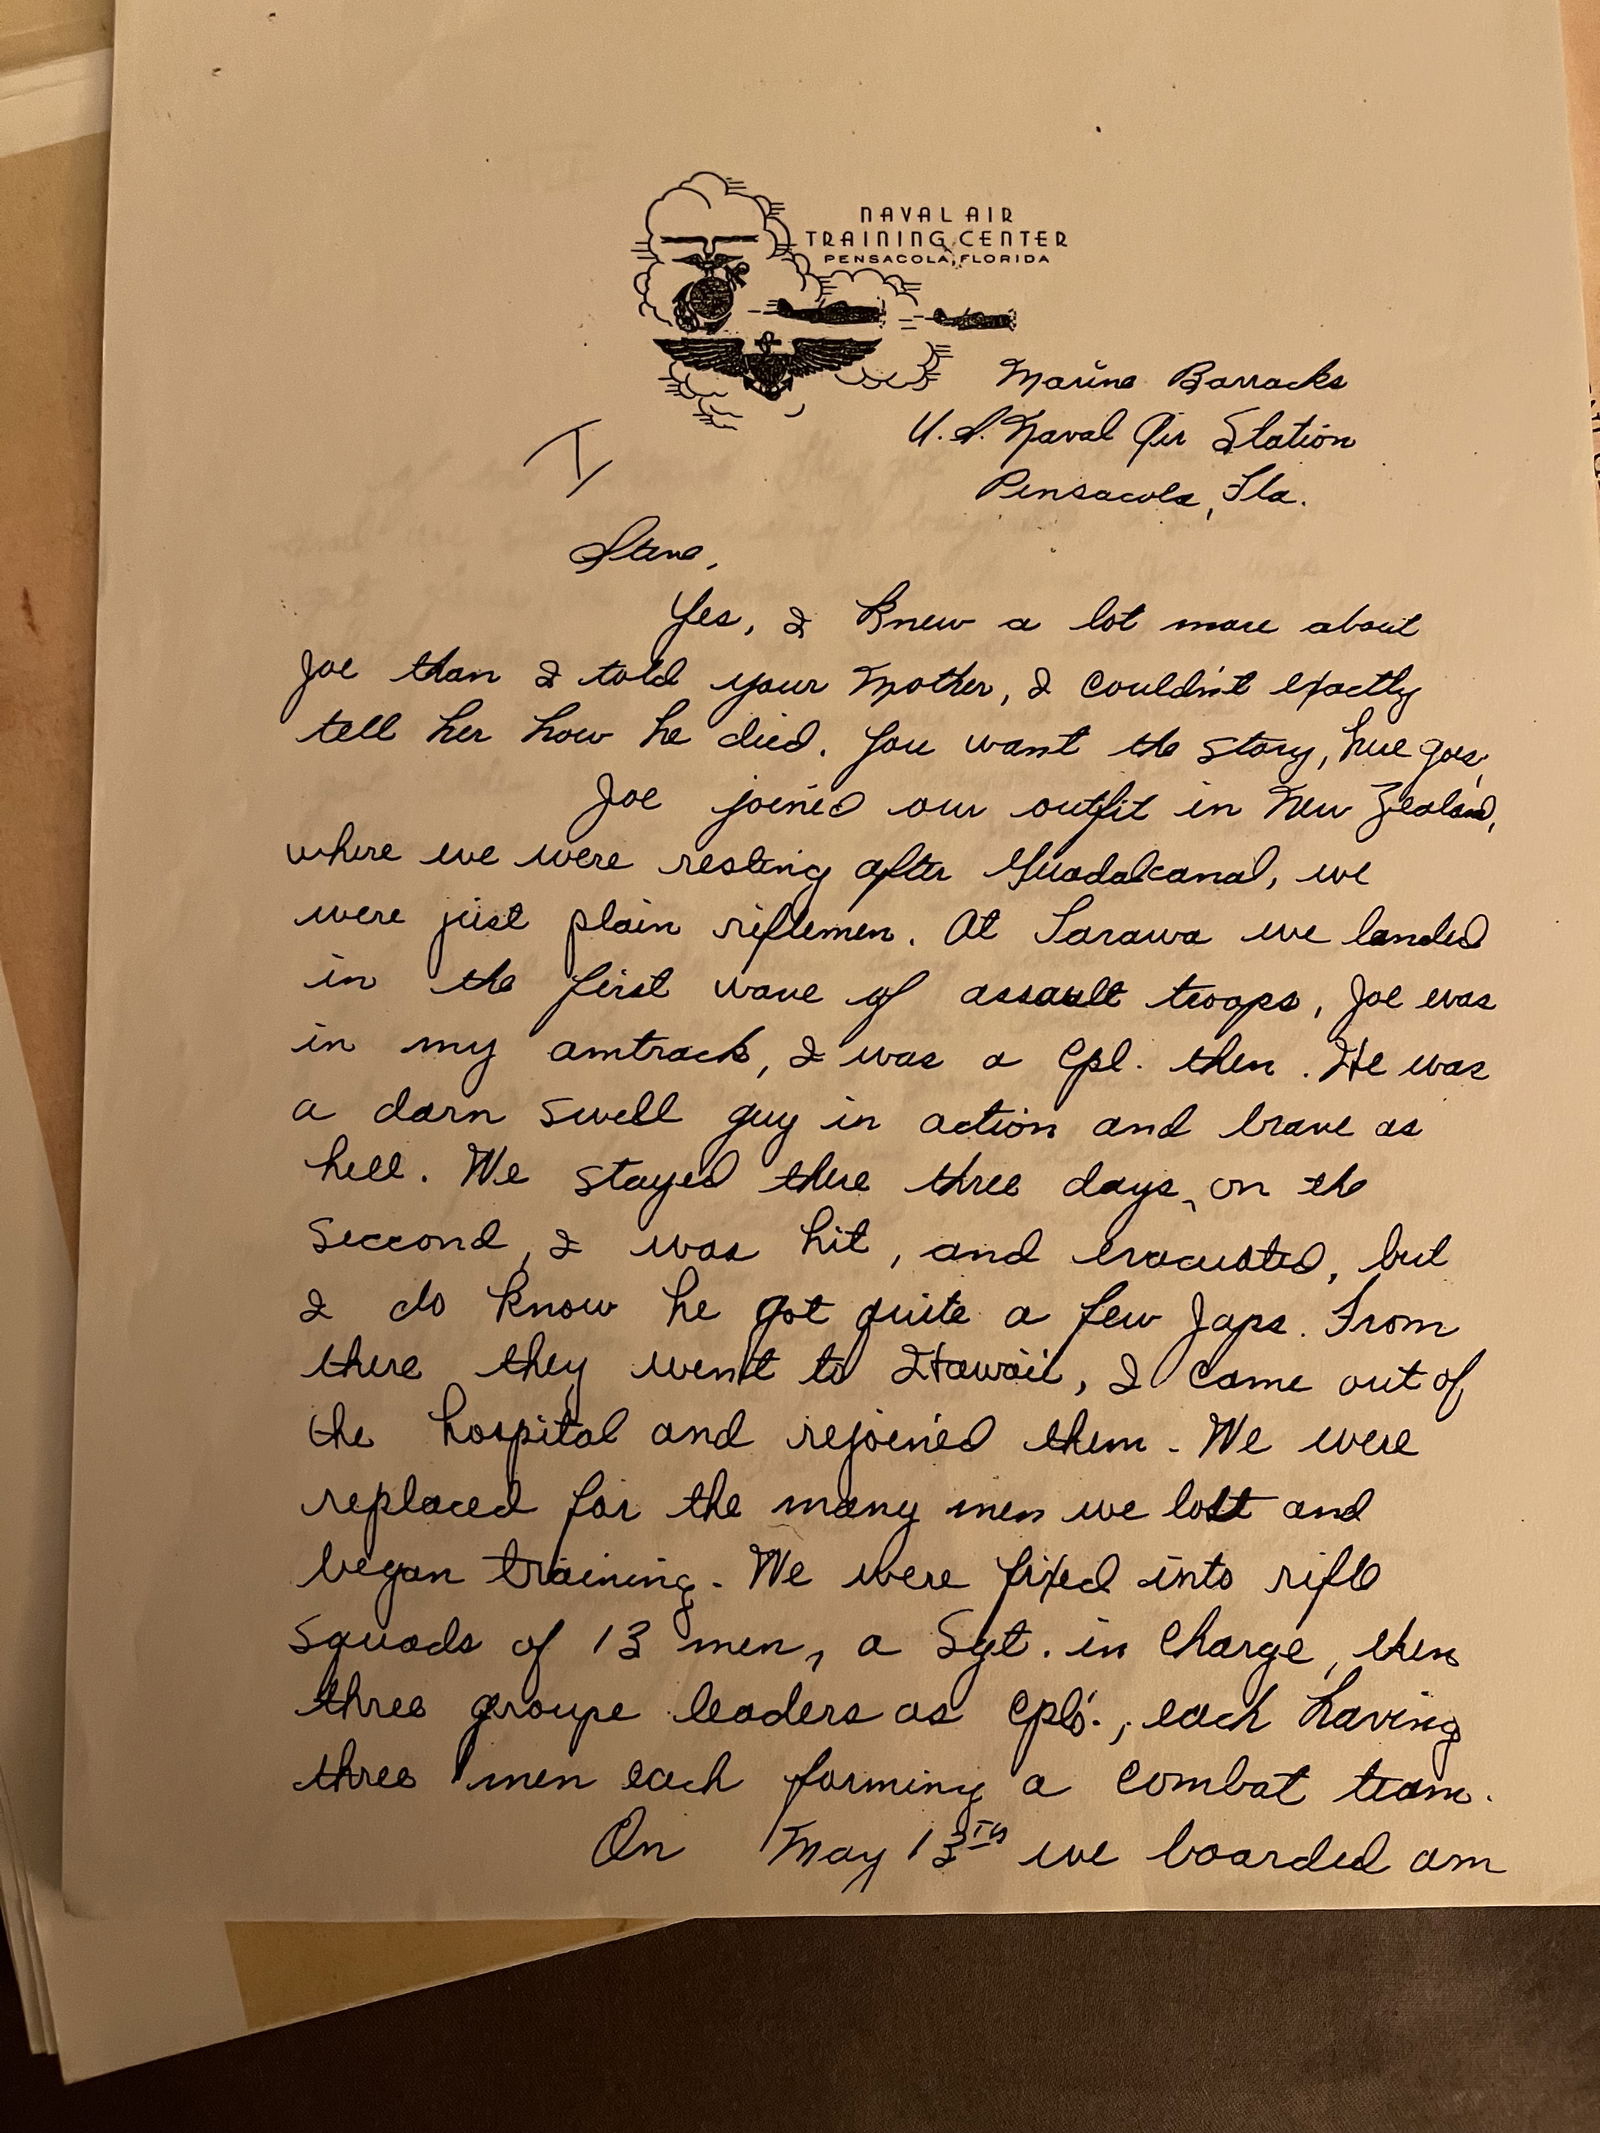 NAVAL AIR
TRAINING CENTER
PENSACOLA, FLORIDA
Marine Barracks
U.S. Naval Air Station
Pensacola, Fla.
I
Steve,
Yes, I knew a lot more about
Joe than I told your Mother, I couldn't exactly
tell her how he died. You want the story, here goes,
Joe joined our outfit in New Zealand,
where we were resting after Guadalcanal, we
were just plain riflemen. At Tarawa we landed
in the first wave of assault troops, Joe was
in my amtrack, I was a Cpl. then. He was
a darn swell guy in action and brave as
hell. We stayed there three days, on the
seccond, I was hit, and evacuated, but
I do know he got quite a few Japs. From
there they went to Hawaii, I came out of
the hospital and rejoined them. We were
replaced for the many men we lost and
began training. We were fixed into rifle
squads of 13 men, a Sgt. in charge, then
three groupe leaders as Cpls'., each having
three men each forming a combat team.
On May 13TH we boarded am